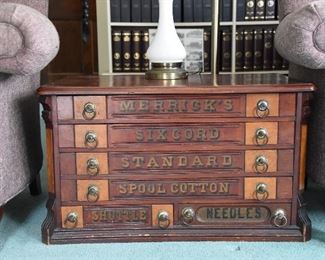 MERRICK'S
SIX CORD
STANDARD
SPOOL COTTON
SHUTTLE NEEDLES